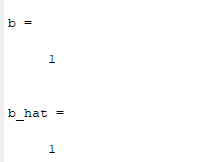 b =
1
b_hat =
1